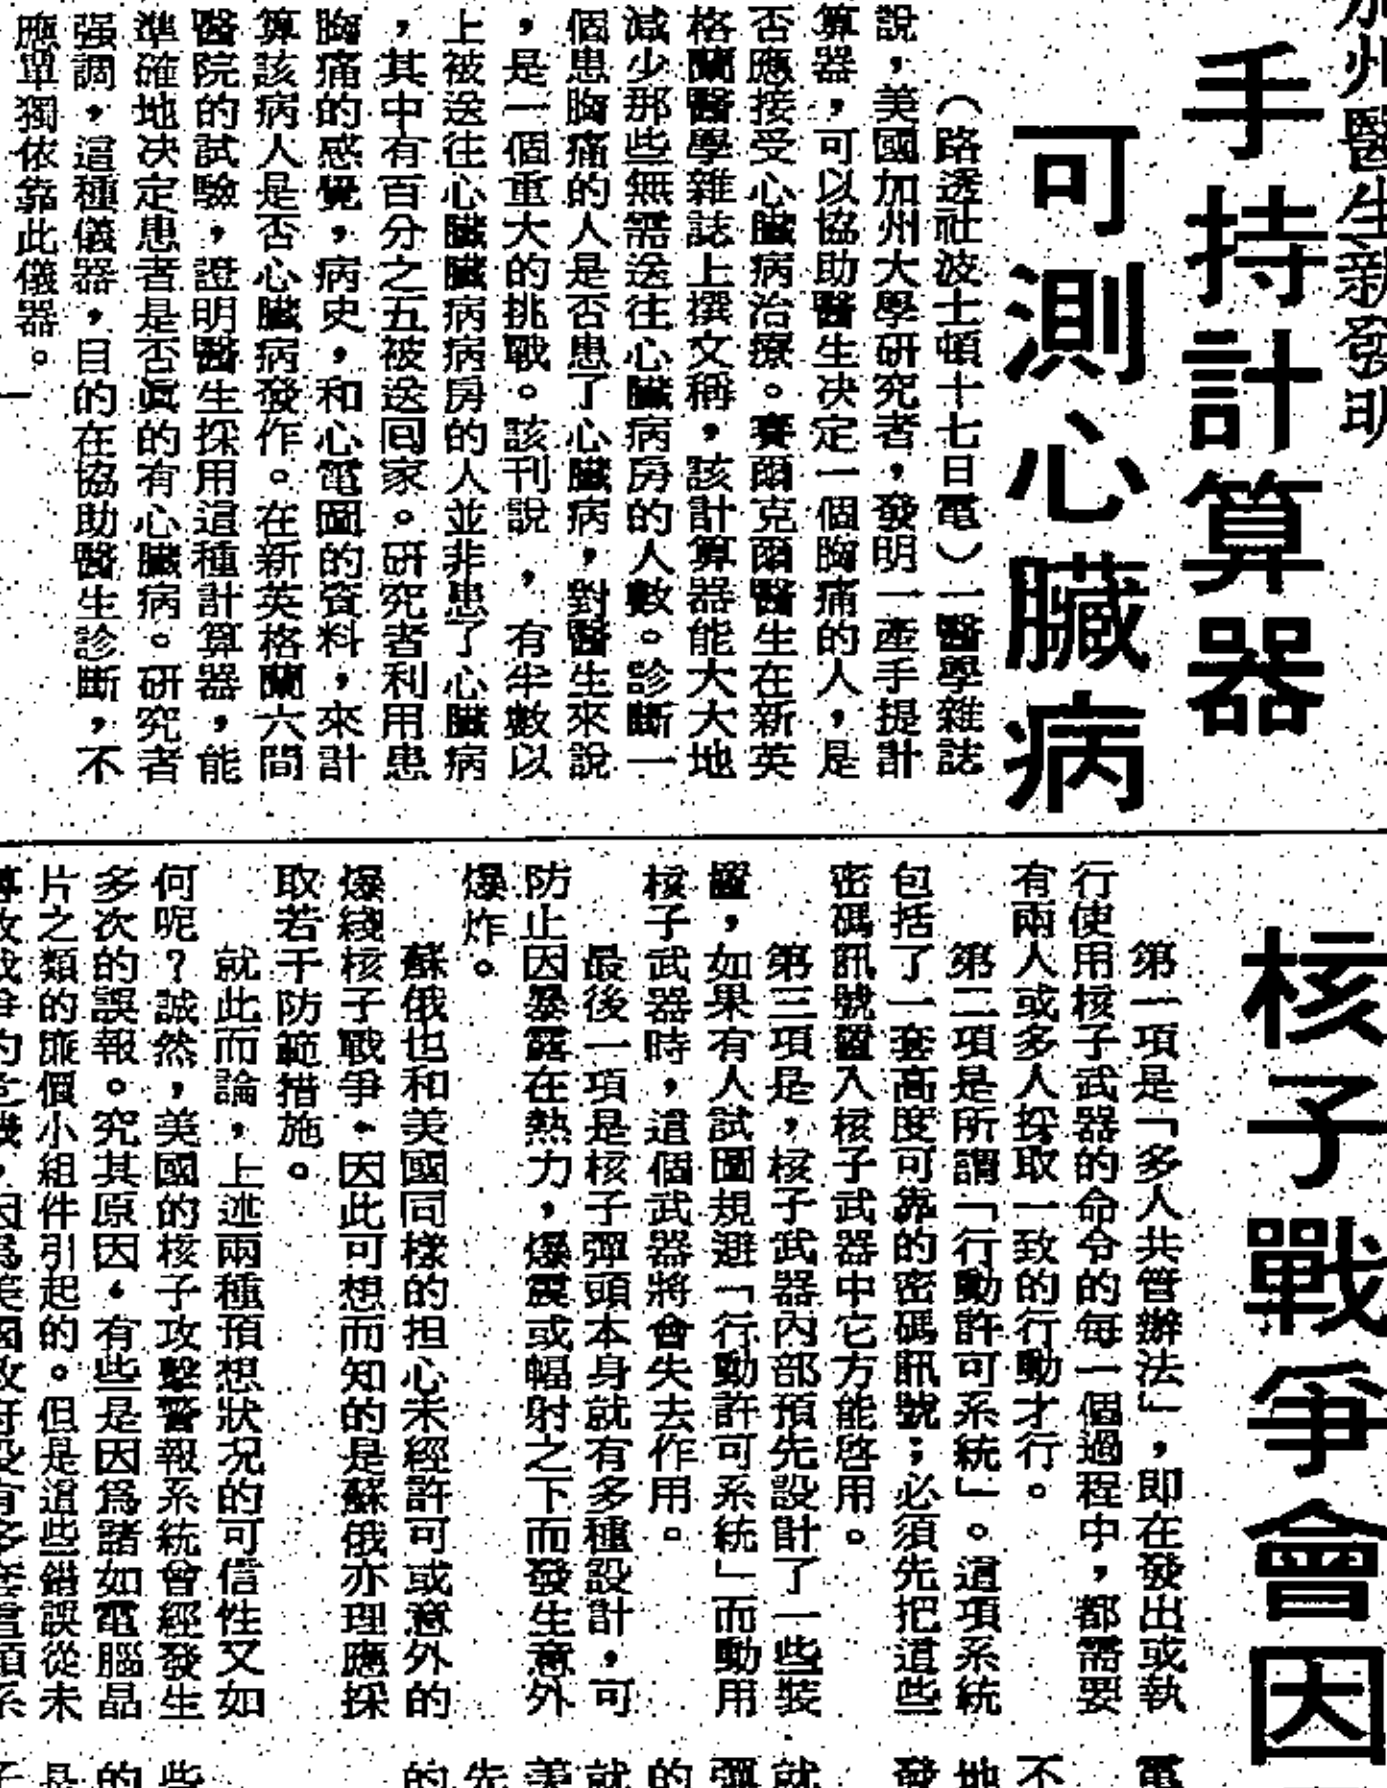 加州醫生新發明
手持計算器
可測心臟病
（路透社波士頓十七日電）一醫學雜誌
說，美國加州大學研究者，發明一產手提計
算器，可以協助醫生决定一個胸痛的人，是
否應接受心臟病治療。賽爾克爾醫生在新英
格蘭醫學雜誌上撰文稱，該計算器能大大地
減少那些無需送往心臟病房的人數。診斷一
個患胸痛的人是否患了心臟病，對醫生來說
，是一個重大的挑戰。該刊說，有半數以
上被送往心臟臟病病房的人並非患了心臟病
，其中有百分之五被送囘家。研究者利用患
胸痛的感覺，病史，和心電圖的資料，來計
算該病人是否心臟病發作。在新英格蘭六間
醫院的試驗，證明醫生採用這種計算器，能
準確地决定患者是否眞的有心臟病。研究者
强調，這種儀器，目的在協助醫生診斷，不
應單獨依靠此儀器。
核子戰爭會因
第一項是「多人共管辦法」，即在發出或執
行使用核子武器的命令的每一個過程中，都需要
有兩人或多人採取一致的行動才行。
第二項是所謂「行動許可系統」。這項系統
包括了一套高度可靠的密碼訊號；必須先把這些
密碼訊號置入核子武器中它方能啓用。
第三項是，核子武器內部預先設計了一些裝
置，如果有人試圖規避「行動許可系統」而動用
核子武器時，這個武器將會失去作用。
最後一項是核子彈頭本身就有多種設計，可
防止因暴露在熱力，爆震或輻射之下而發生意外
爆炸。
蘇俄也和美國同樣的担心未經許可或意外的
爆綫核子戰爭，因此可想而知的是蘇俄亦理應採
取若干防範措施。
就此而論，上述兩種預想狀况的可信性又如
何呢？誠然，美國的核子攻擊警報系統曾經發生
多次的誤報。究其原因，有些是因爲諸如電腦晶
片之類的廉價小組件引起的。但是這些錯誤從未
電
不
地
發
就
彈
的
就
美
先
的
些
的
是